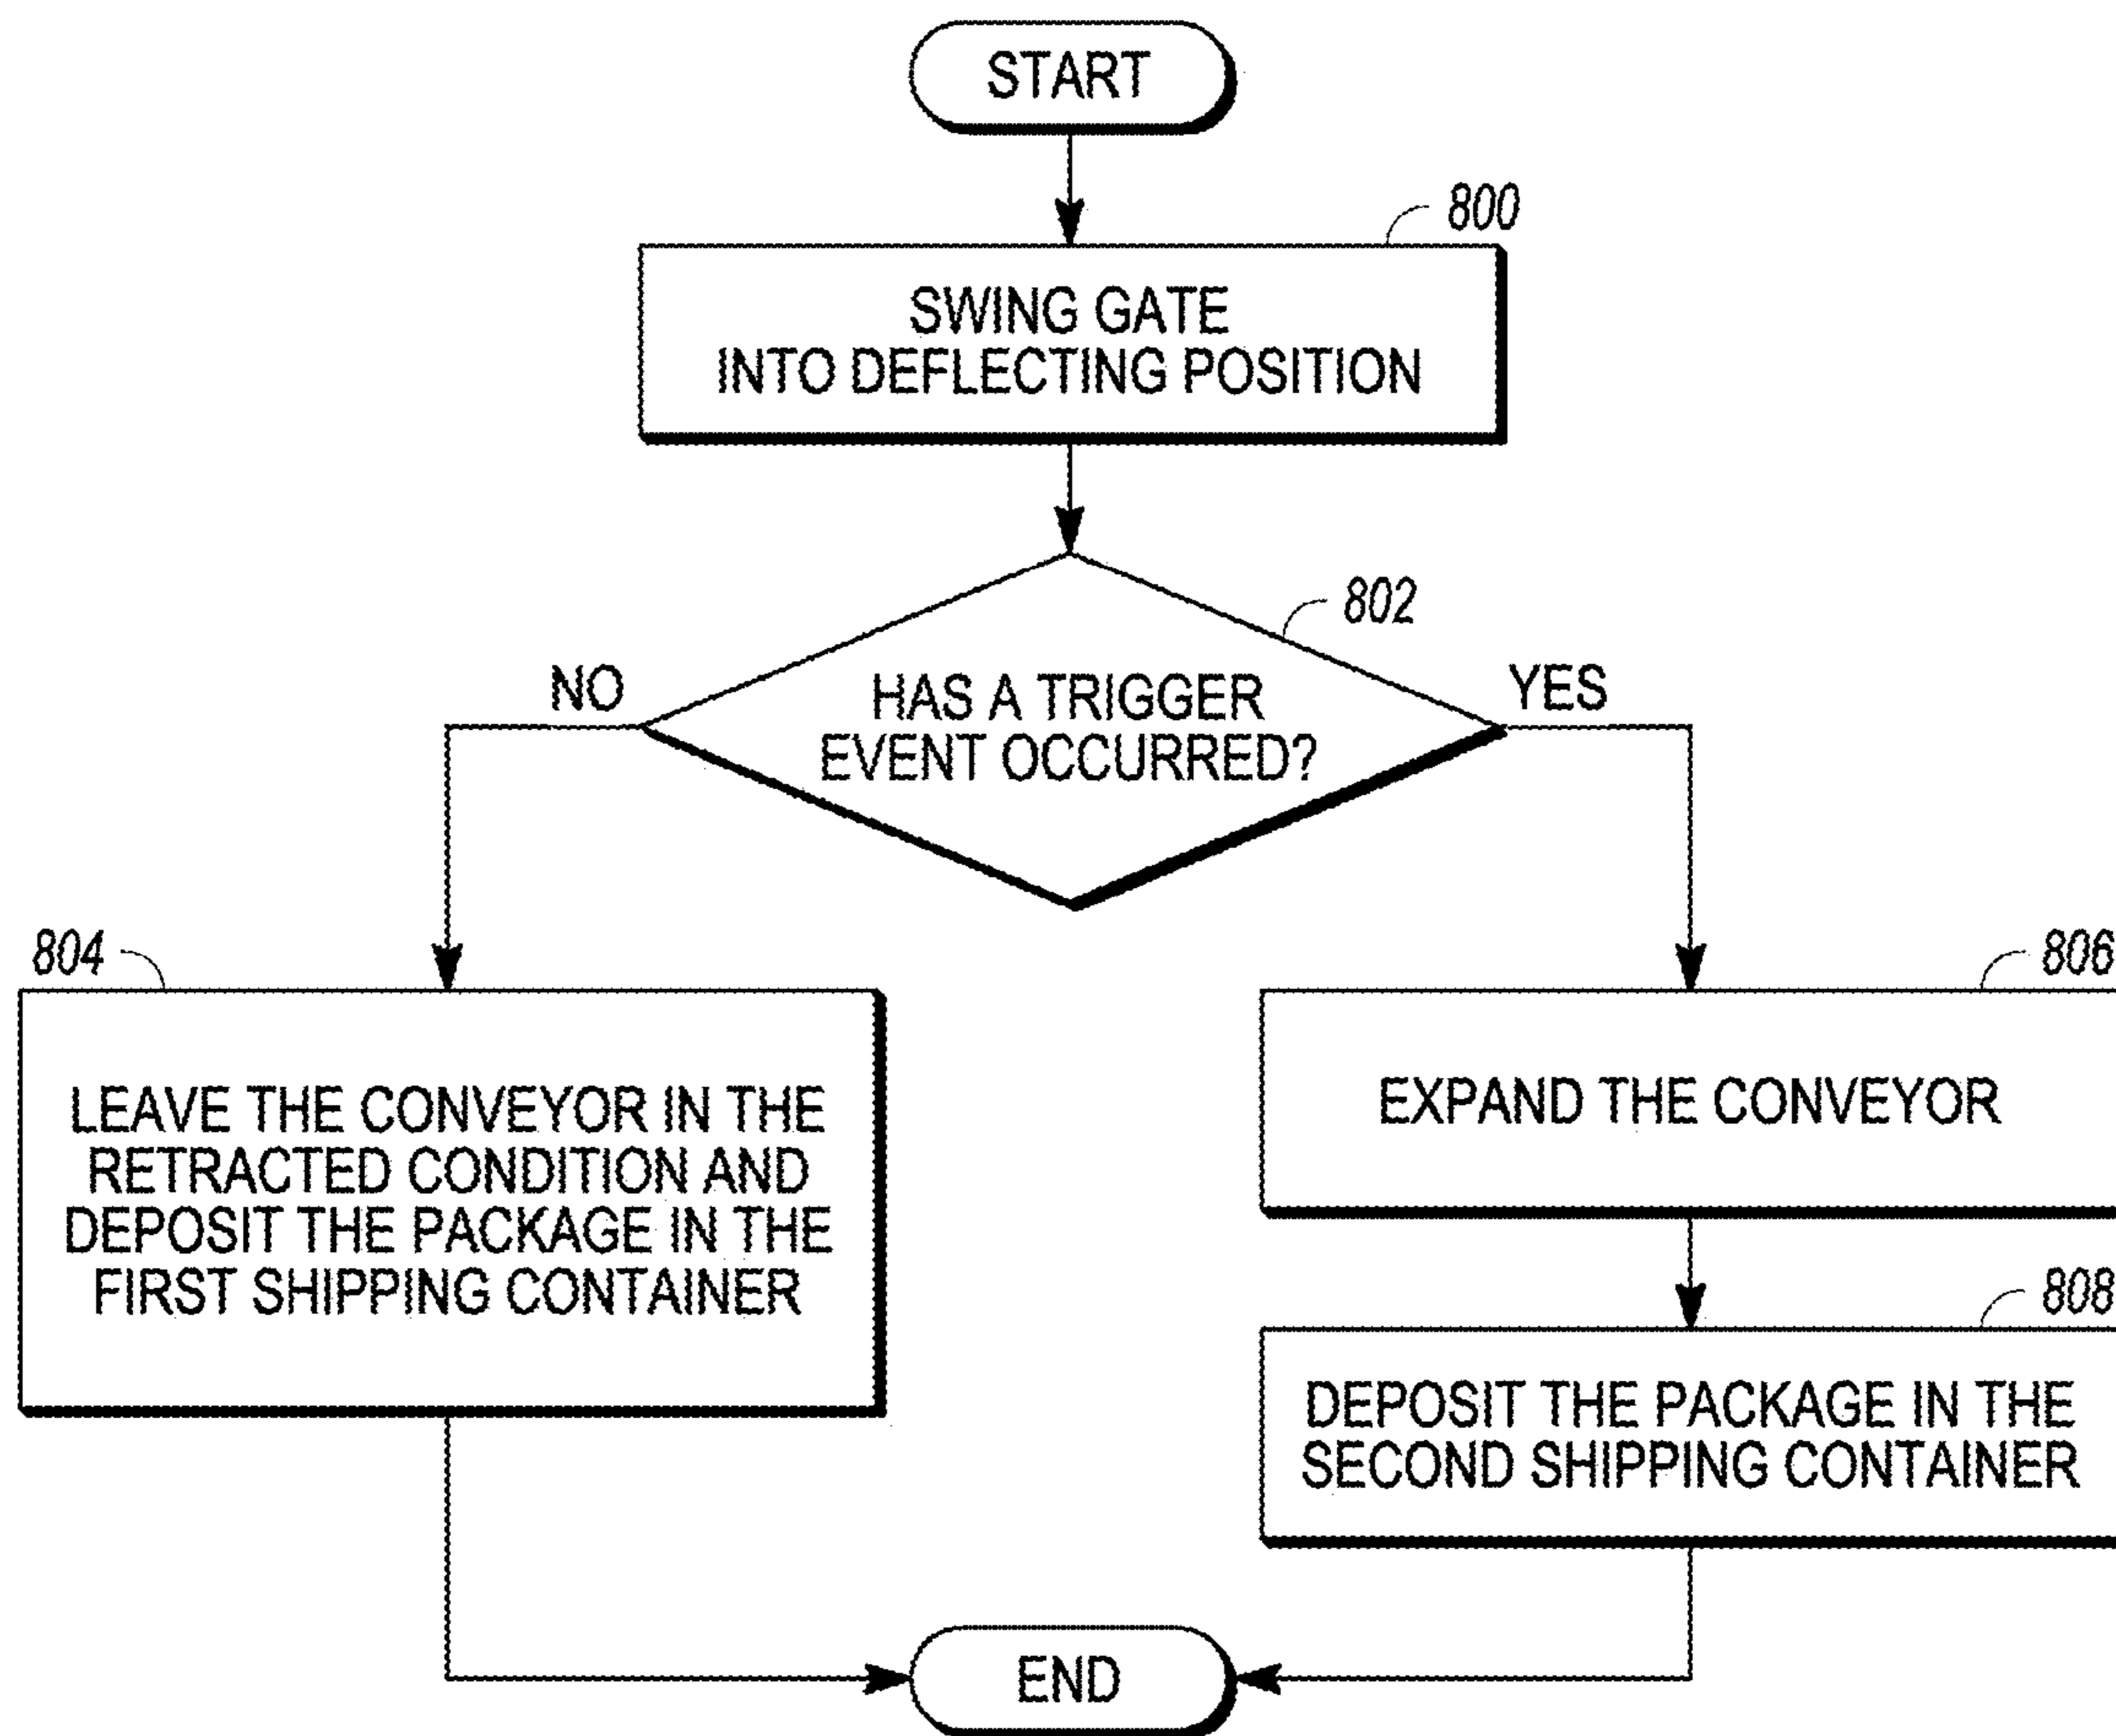 START
800
SWING GATE
INTO DEFLECTING POSITION
802
NO
HAS A TRIGGER
EVENT OCCURRED?
YES
804
LEAVE THE CONVEYOR IN THE
RETRACTED CONDITION AND
DEPOSIT THE PACKAGE IN THE
FIRST SHIPPING CONTAINER
806
EXPAND THE CONVEYOR
808
DEPOSIT THE PACKAGE IN THE
SECOND SHIPPING CONTAINER
END